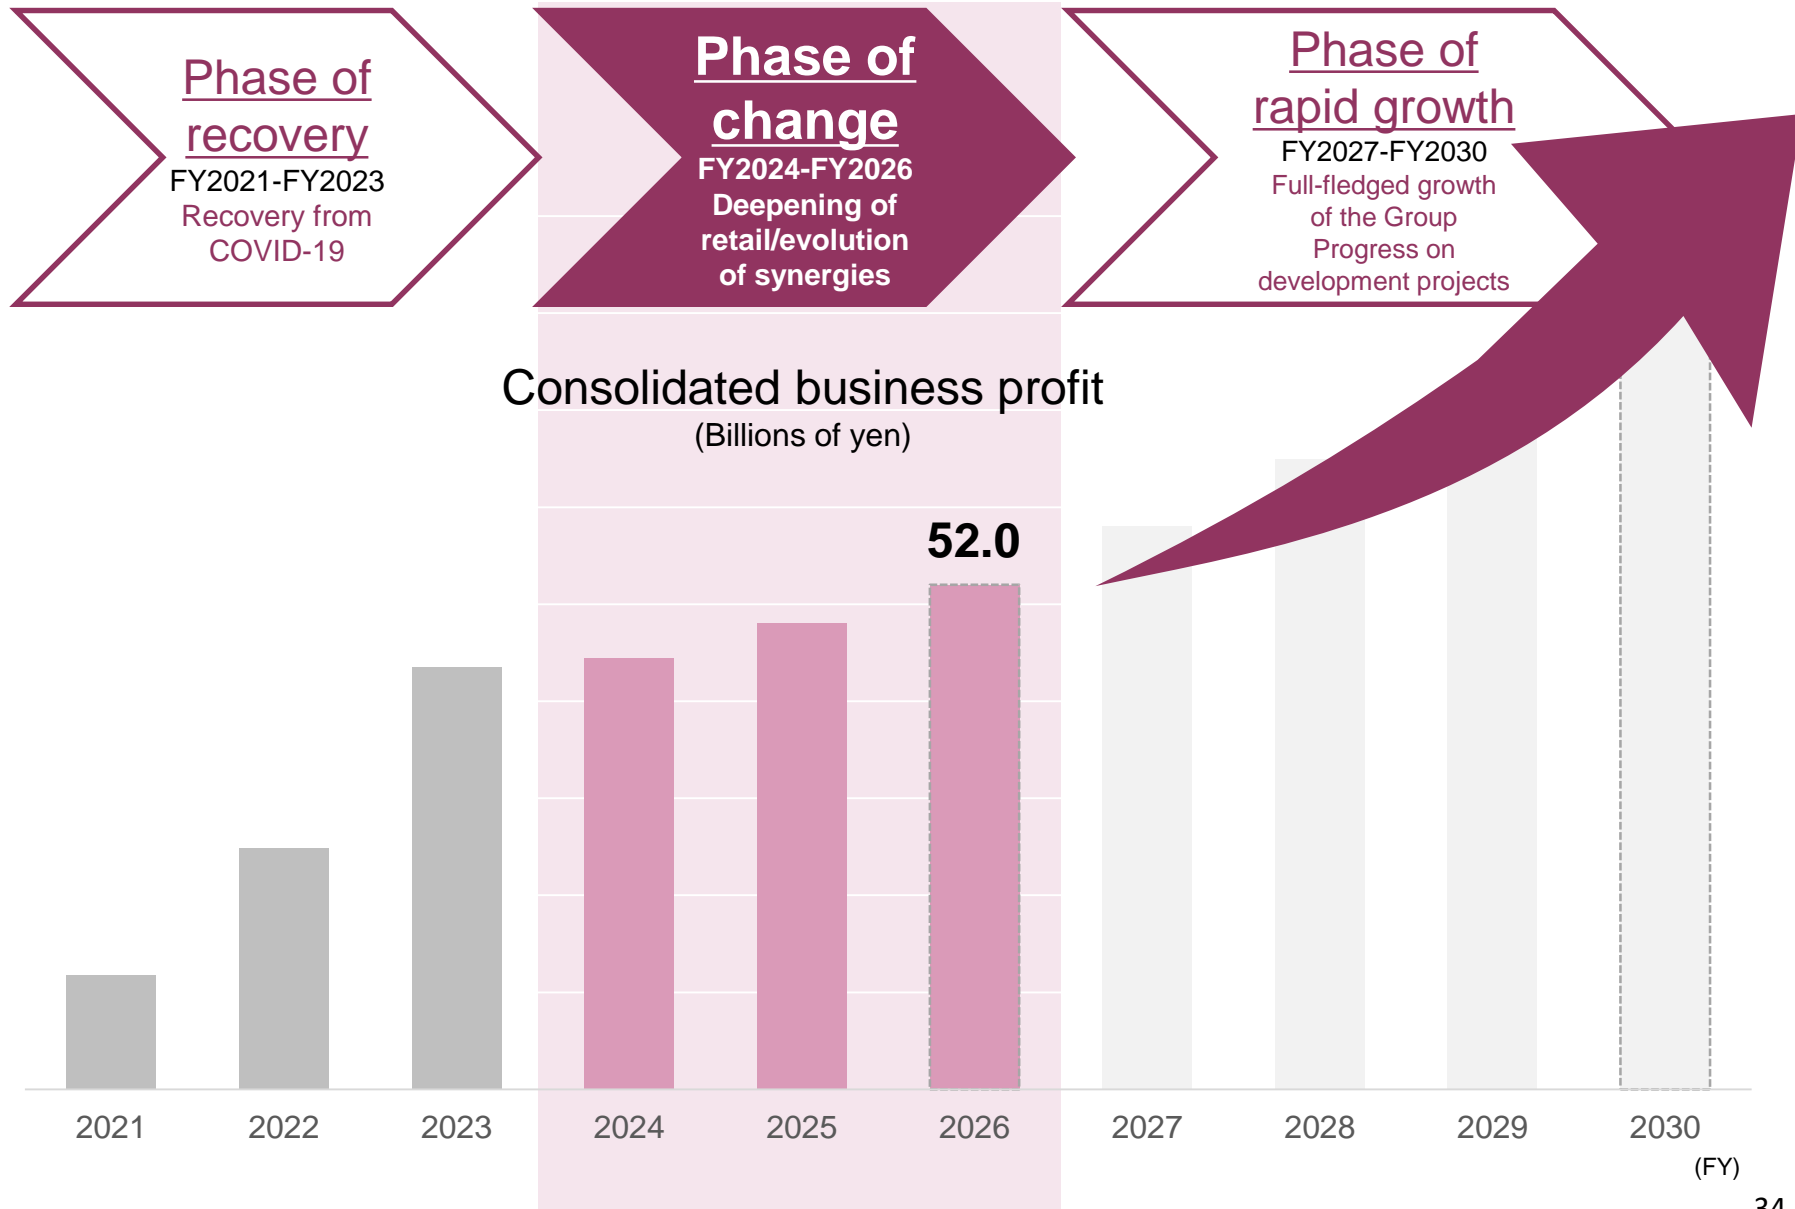 Phase of
recovery
FY2021-FY2023
Recovery from
COVID-19
Phase of
change
FY2024-FY2026
Deepening of
retail/evolution
of synergies
Phase of
rapid growth
FY2027-FY2030
Full-fledged growth
of the Group
Progress on
development projects
Consolidated business profit
(Billions of yen)
52.0
2021
2022
2023
2024
2025
2026
2027
2028
2029
2030
(FY)
34